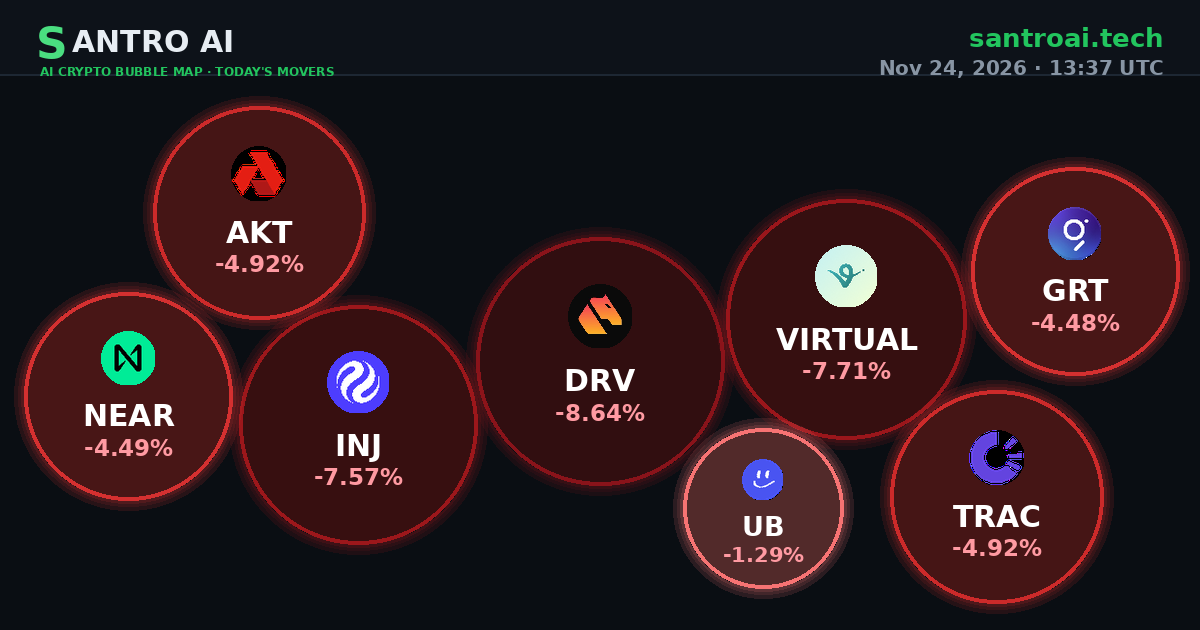 SANTRO AI
AI CRYPTO BUBBLE MAP · TODAY'S MOVERS
santroai.tech
Nov 24, 2026 · 13:37 UTC
AKT
-4.92%
NEAR
-4.49%
INJ
-7.57%
DRV
-8.64%
VIRTUAL
-7.71%
UB
-1.29%
GRT
-4.48%
TRAC
-4.92%